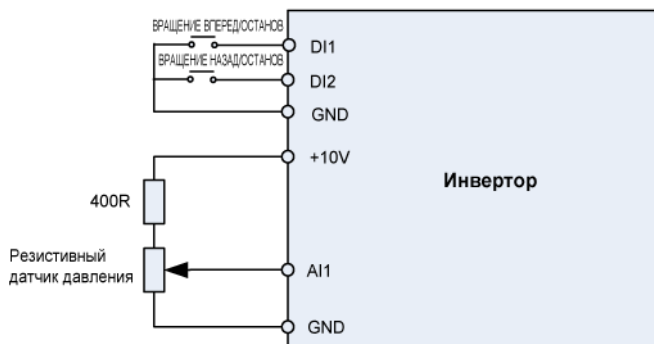 ВРАЩЕНИЕ ВПЕРЕД/ОСТАНОВ
DI1
ВРАЩЕНИЕ НАЗАД/ОСТАНОВ
DI2
GND
+10V
Инвертор
400R
Резистивный
датчик давления
AI1
GND